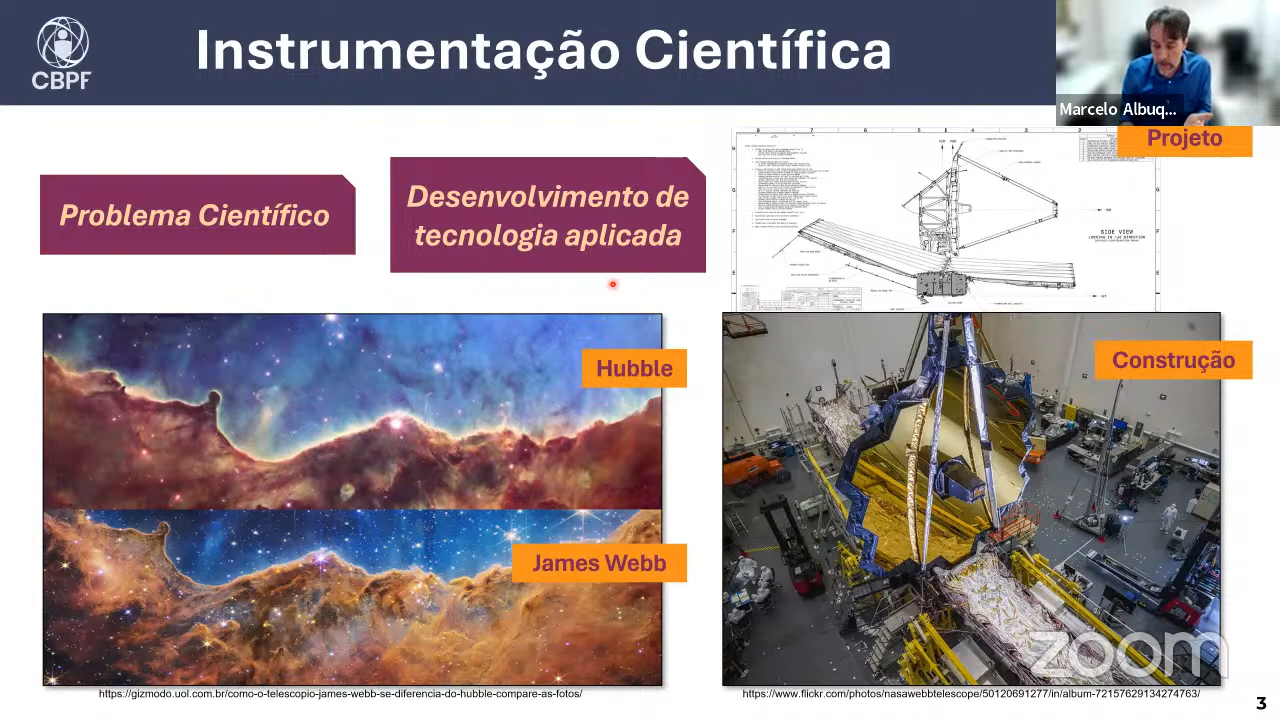 CBPF
Instrumentação Científica
Marcelo Albuq...
Projeto
Problema Científico
Desenvolvimento de
tecnologia aplicada
SIDE VIEW
Hubble
James Webb
Construção
zoom
https://gizmodo.uol.com.br/como-o-telescopio-james-webb-se-diferencia-do-hubble-compare-as-fotos/
https://www.flickr.com/photos/nasawebbtelescope/50120691277/in/album-72157629134274763/
3